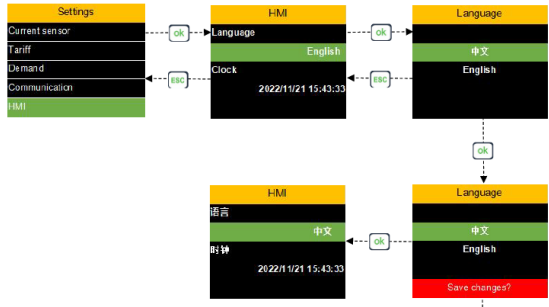 Settings
Current sensor
Tariff
Demand
Communication
HMI
ok
esc
HMI
Language
English
Clock
2022/11/21 15:43:33
ok
esc
Language
中文
English
ok
Language
中文
English
Save changes?
ok
HMI
语言
中文
时钟
2022/11/21 15:43:33